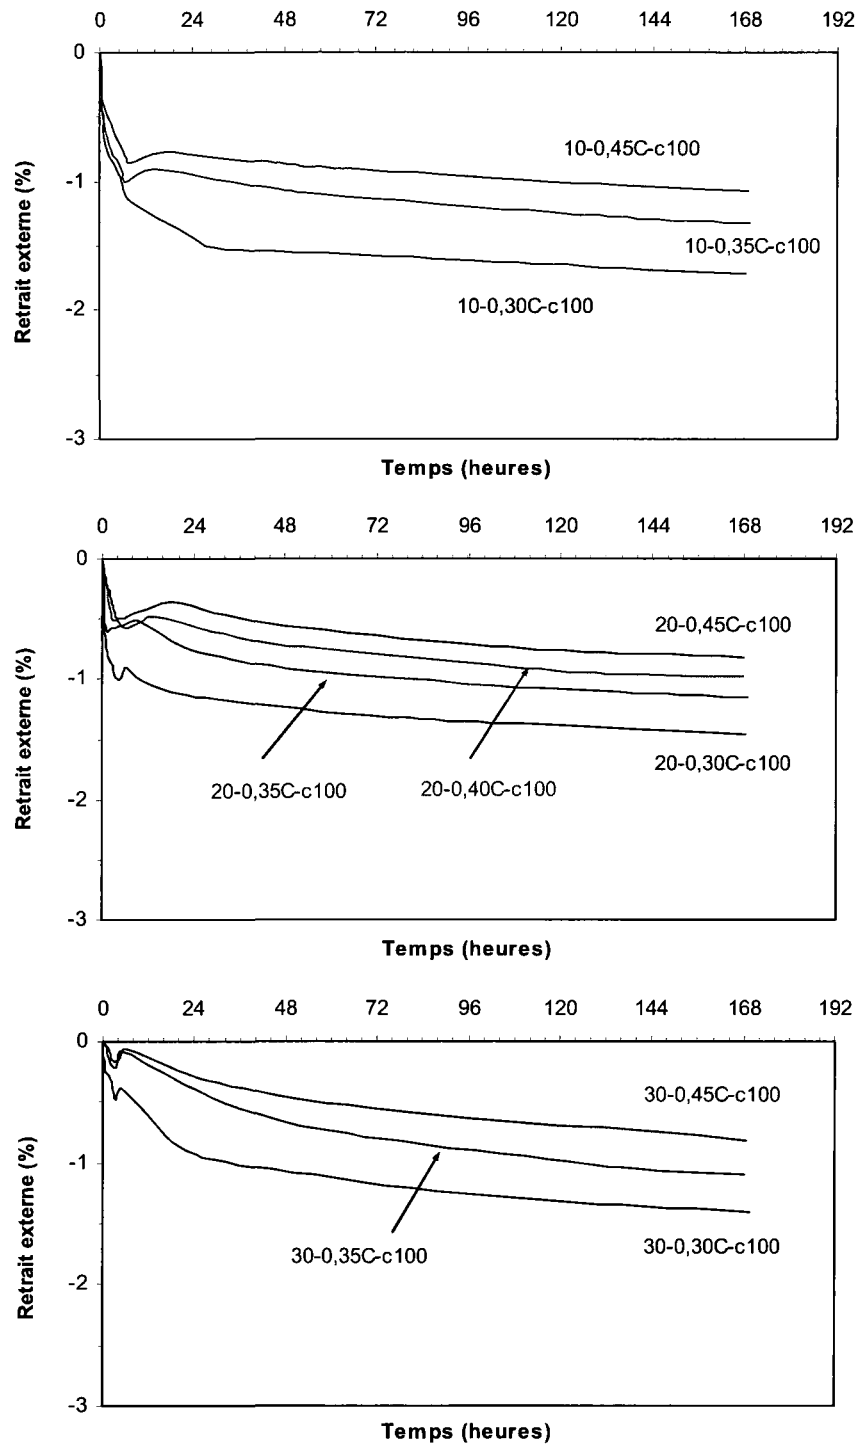 0 24 48 72 96 120 144 168 192
0
10-0,45C-c100
-1
10-0,35C-c100
-2
10-0,30C-c100
-3
Retrait externe (%)
Temps (heures)
0 24 48 72 96 120 144 168 192
0
20-0,45C-c100
-1
20-0,30C-c100
20-0,35C-c100 20-0,40C-c100
-2
-3
Retrait externe (%)
Temps (heures)
0 24 48 72 96 120 144 168 192
0
30-0,45C-c100
-1
30-0,35C-c100 30-0,30C-c100
-2
-3
Retrait externe (%)
Temps (heures)